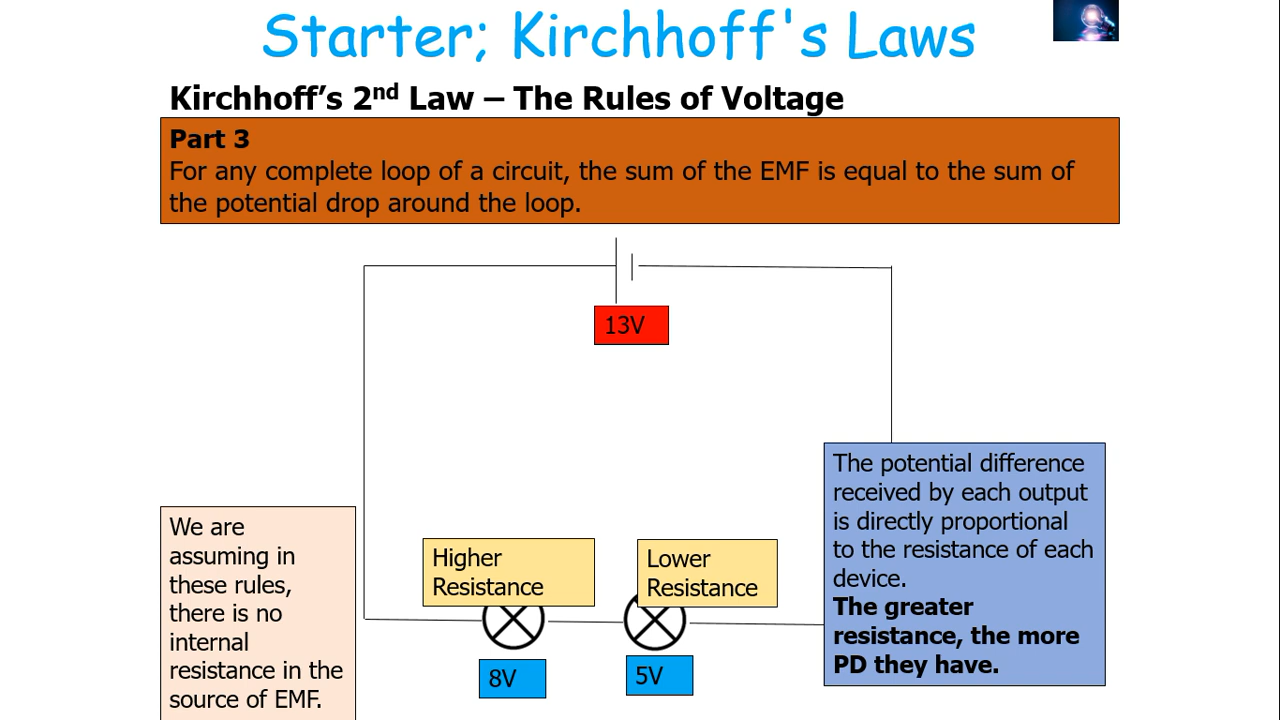 Starter; Kirchhoff's Laws
Kirchhoff’s 2nd Law – The Rules of Voltage
Part 3
For any complete loop of a circuit, the sum of the EMF is equal to the sum of
the potential drop around the loop.
13V
The potential difference
received by each output
is directly proportional
to the resistance of each
device.
The greater
resistance, the more
PD they have.
We are
assuming in
these rules,
there is no
internal
resistance in the
source of EMF.
Higher
Resistance
Lower
Resistance
8V
5V